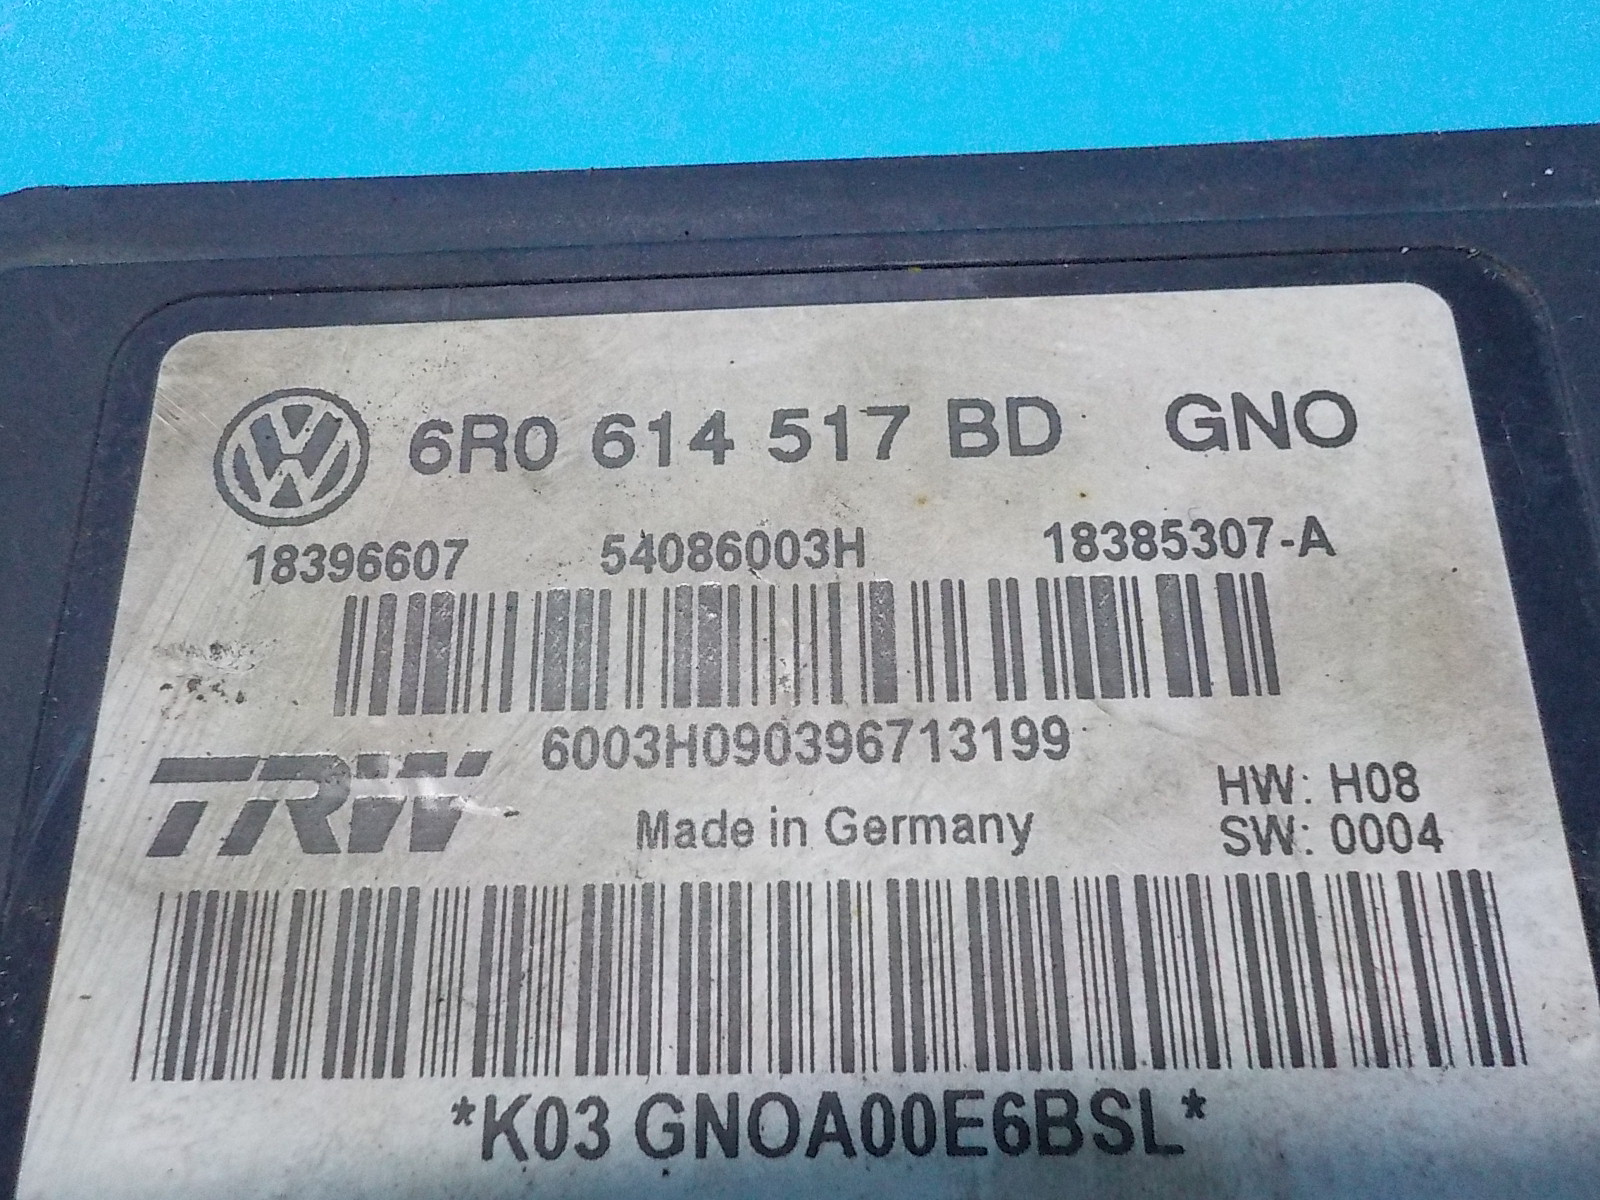 6R0 614 517 BD GNO
18396607 54086003H 18385307-A
6003H090396713199
TRW
Made in Germany
HW: H08
SW: 0004
*K03 GNOA00E6BSL*